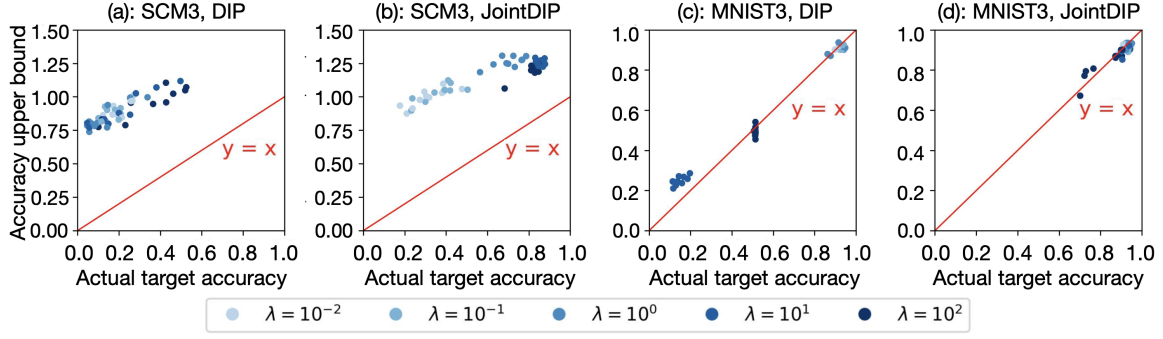 (a): SCM3, DIP
(b): SCM3, JointDIP
(c): MNIST3, DIP
(d): MNIST3, JointDIP
Accuracy upper bound
1.50
1.25
1.00
0.75
0.50
0.25
0.00
y = x
0.0 0.2 0.4 0.6 0.8 1.0
Actual target accuracy
1.50
1.25
1.00
0.75
0.50
0.25
0.00
y = x
0.0 0.2 0.4 0.6 0.8 1.0
Actual target accuracy
1.0
0.8
0.6
0.4
0.2
0.0
y = x
0.0 0.2 0.4 0.6 0.8 1.0
Actual target accuracy
1.0
0.8
0.6
0.4
0.2
0.0
y = x
0.0 0.2 0.4 0.6 0.8 1.0
Actual target accuracy
λ = 10⁻² λ = 10⁻¹ λ = 10⁰ λ = 10¹ λ = 10²